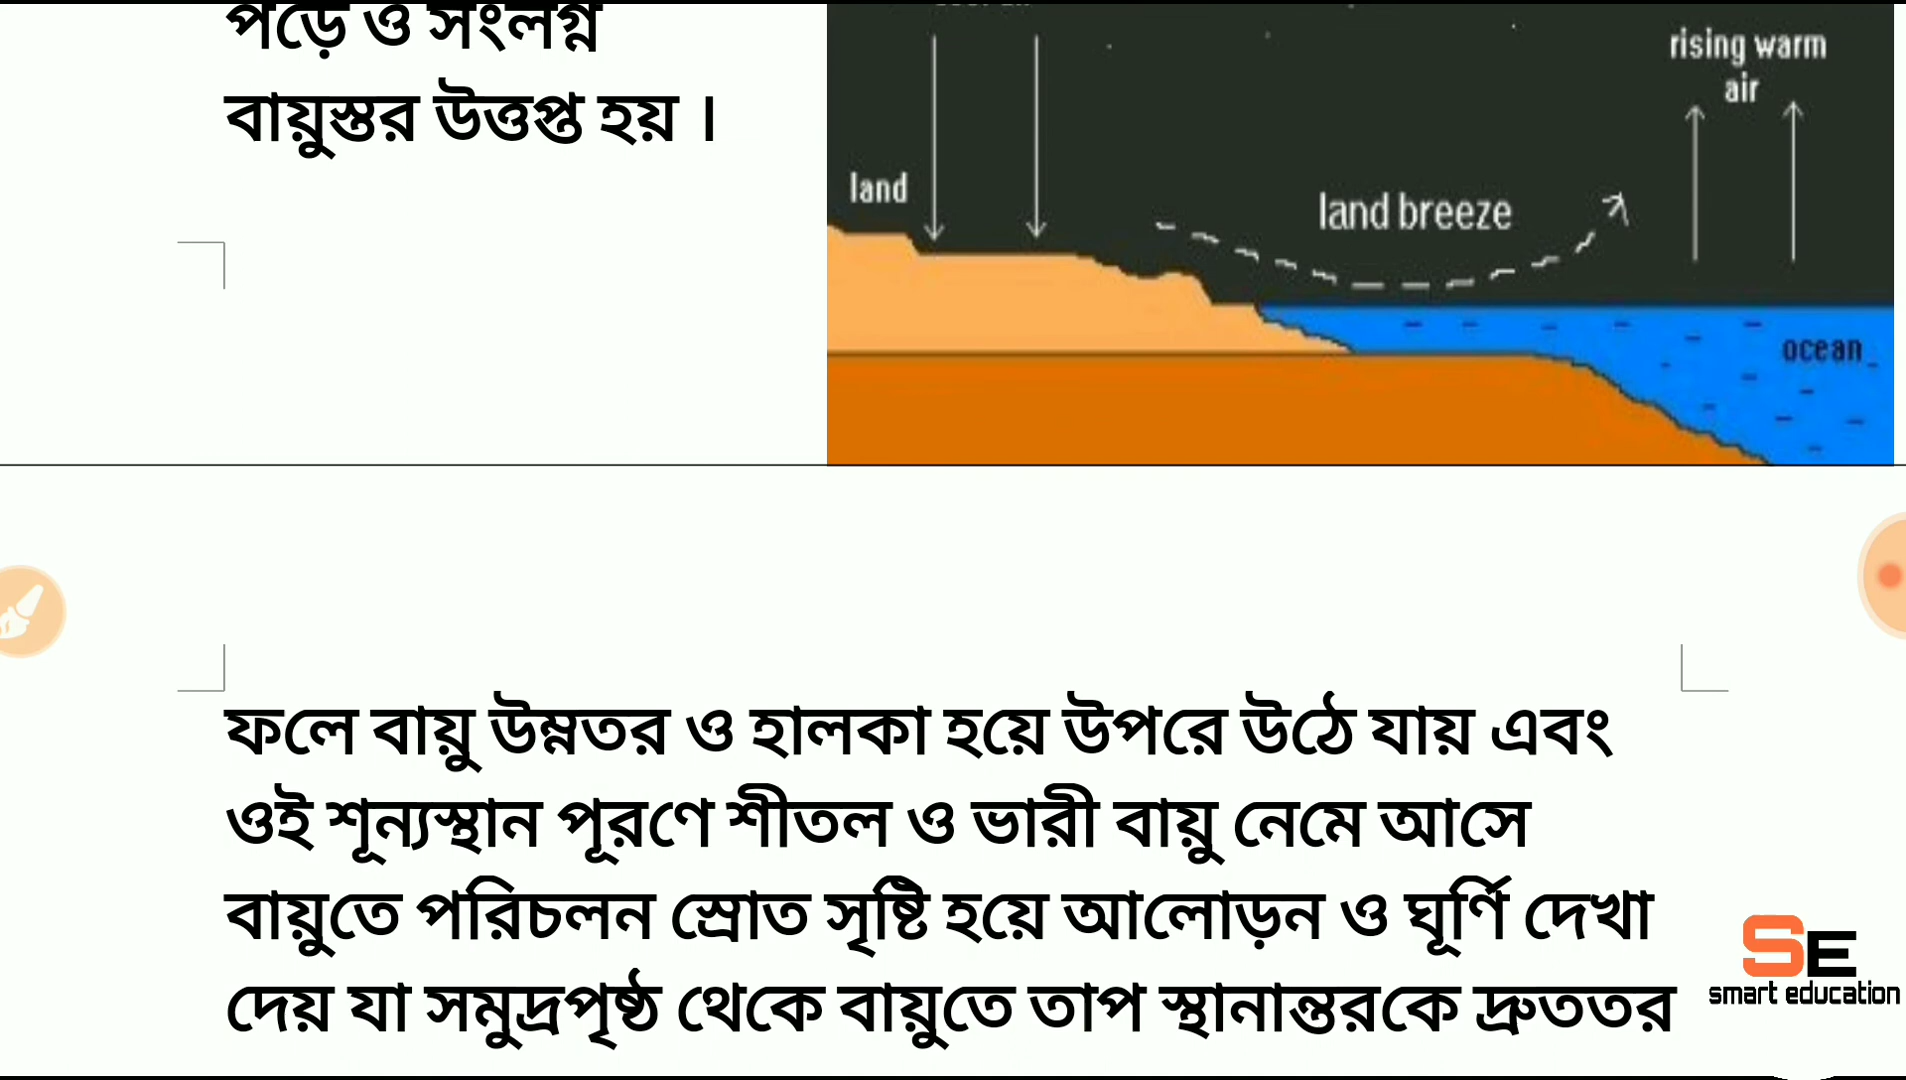 পড়ে ও সংলগ্ন
বায়ুস্তর উত্তপ্ত হয় ।
rising warm
air
land
land breeze
ocean
ফলে বায়ু উষ্ণতর ও হালকা হয়ে উপরে উঠে যায় এবং
ওই শূন্যস্থান পূরণে শীতল ও ভারী বায়ু নেমে আসে
বায়ুতে পরিচলন স্রোত সৃষ্টি হয়ে আলোড়ন ও ঘূর্ণি দেখা
দেয় যা সমুদ্রপৃষ্ঠ থেকে বায়ুতে তাপ স্থানান্তরকে দ্রুততর
SE
smart education